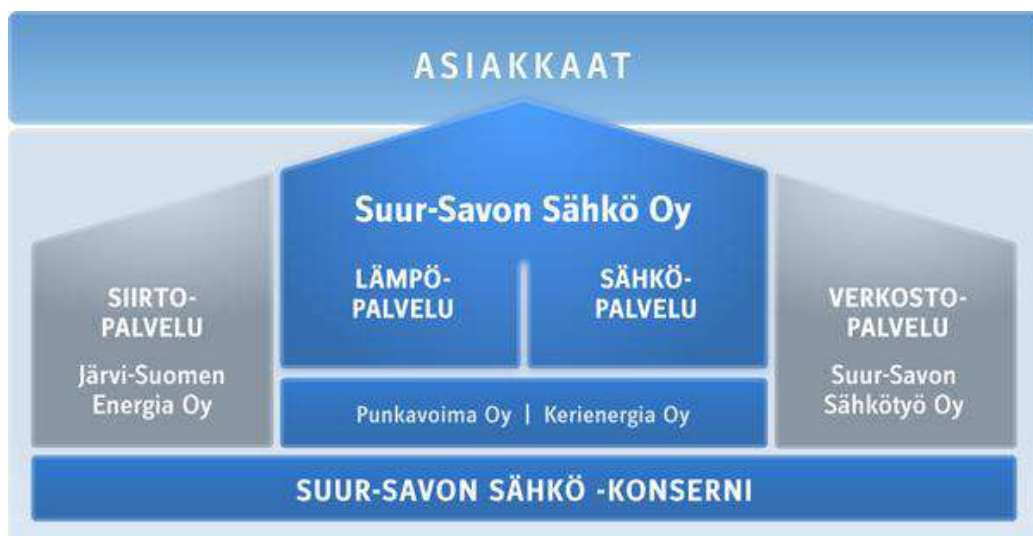 ASIAKKAAT
Suur-Savon Sähkö Oy
SIIRTO-
PALVELU
Järvi-Suomen
Energia Oy
LÄMPÖ-
PALVELU
SÄHKÖ-
PALVELU
VERKOSTO-
PALVELU
Suur-Savon
Sähkötyö Oy
Punkavoima Oy | Kerienergia Oy
SUUR-SAVON SÄHKÖ -KONSERNI